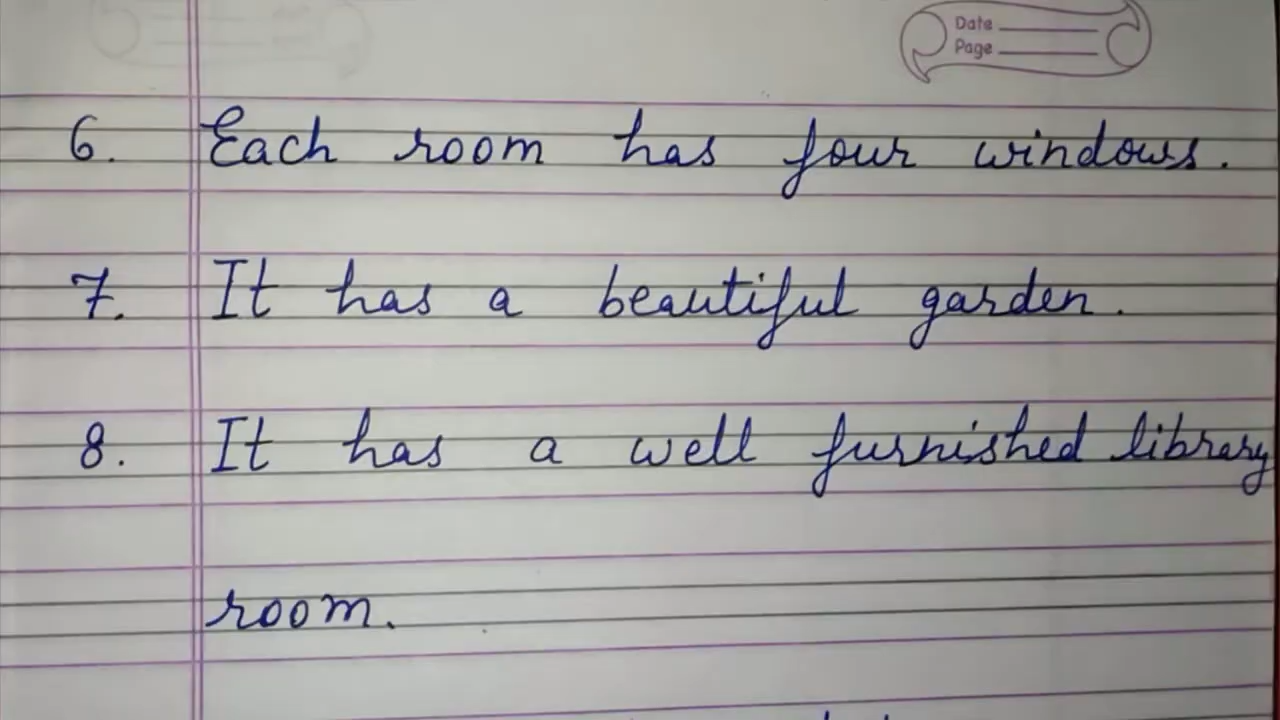 Date
Page
6. Each room has four windows.
7. It has a beautiful garden.
8. It has a well furnished library
room.